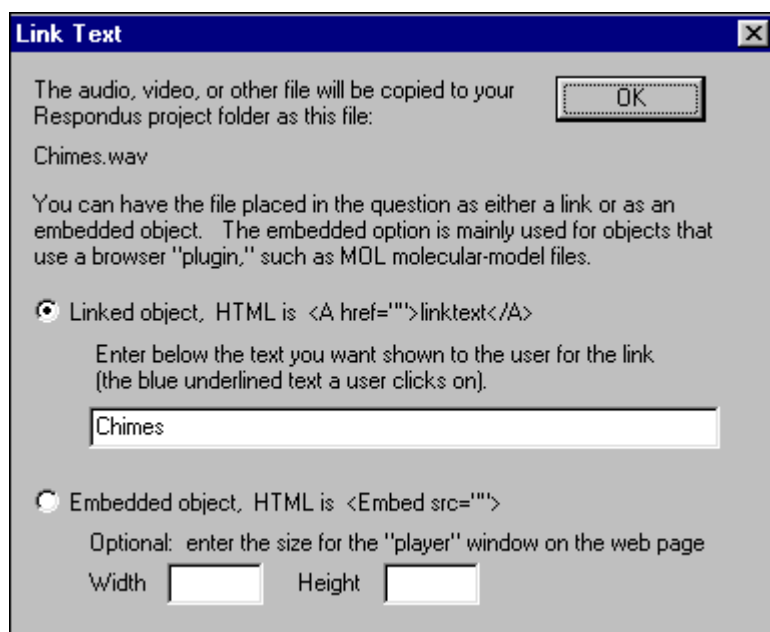 Link Text
The audio, video, or other file will be copied to your
Respondus project folder as this file:
OK
Chimes.wav
You can have the file placed in the question as either a link or as an
embedded object.   The embedded option is mainly used for objects that
use a browser "plugin," such as MOL molecular-model files.
Linked object,  HTML is  <A href="">linktext</A>
Enter below the text you want shown to the user for the link
(the blue underlined text a user clicks on).
Chimes
Embedded object,  HTML is  <Embed src="">
Optional:  enter the size for the "player" window on the web page
Width Height